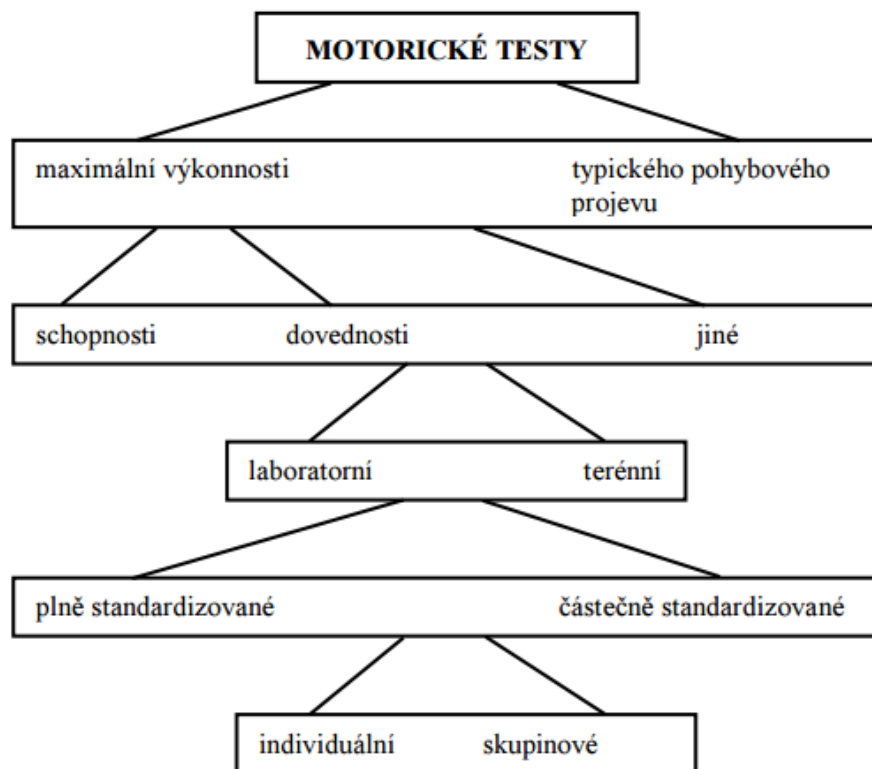 MOTORICKÉ TESTY
maximální výkonnosti typického pohybového
projevu
schopnosti dovednosti jiné
laboratorní terénní
plně standardizované částečně standardizované
individuální skupinové